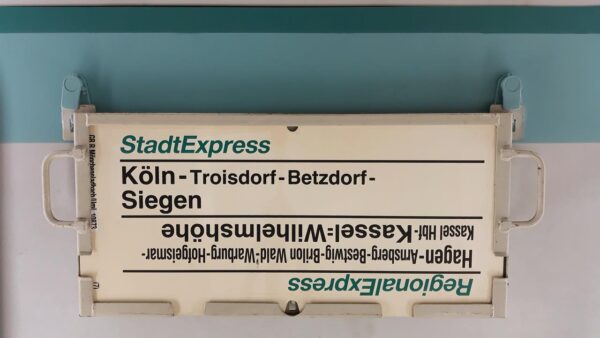 StadtExpress
Köln-Troisdorf-Betzdorf-
Siegen
RegionalExpress
Hagen-Arnsberg-Bestwig-Brilon Wald-Warburg-Hofgeismar-
Kassel Hbf-Kassel-Wilhelmshöhe